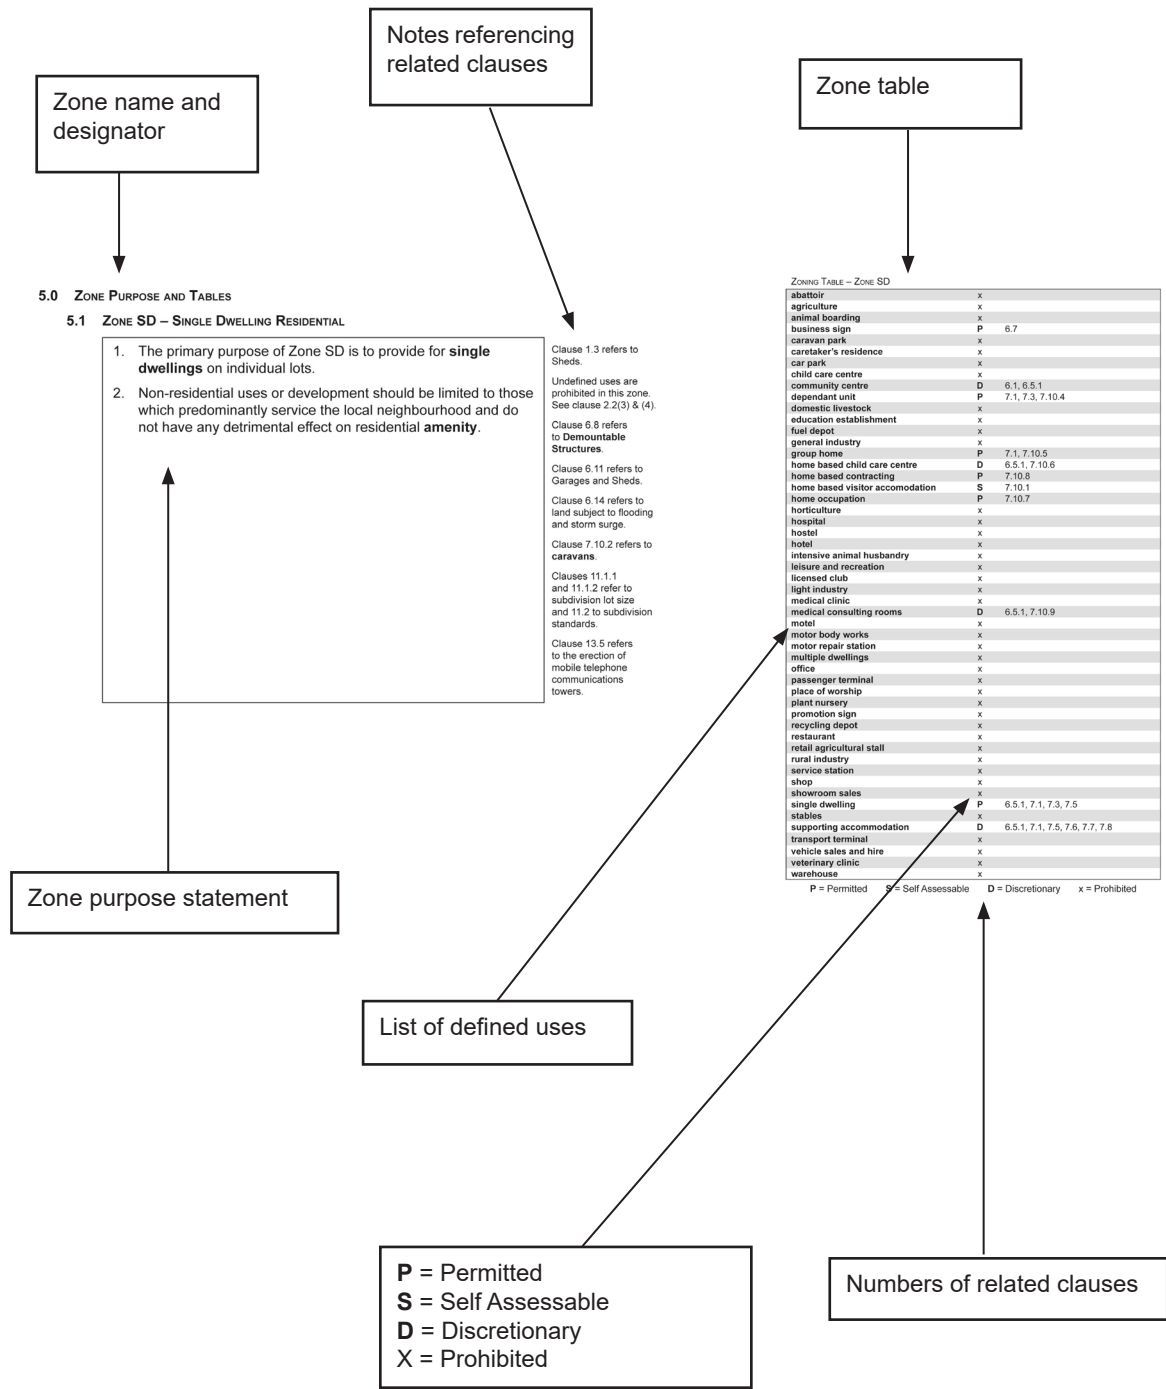 Notes referencing
related clauses
Zone name and
designator
Zone table
5.0 Zone Purpose and Tables
5.1 Zone SD – Single Dwelling Residential
1. The primary purpose of Zone SD is to provide for single
dwellings on individual lots.
2. Non-residential uses or development should be limited to those
which predominantly service the local neighbourhood and do
not have any detrimental effect on residential amenity.
Clause 1.3 refers to
Sheds.
Undefined uses are
prohibited in this zone.
See clause 2.2(3) & (4).
Clause 6.8 refers
to Demountable
Structures.
Clause 6.11 refers to
Garages and Sheds.
Clause 6.14 refers to
land subject to flooding
and storm surge.
Clause 7.10.2 refers to
caravans.
Clauses 11.1.1
and 11.1.2 refer to
subdivision lot size
and 11.2 to subdivision
standards.
Clause 13.5 refers
to the erection of
mobile telephone
communications
towers.
Zoning Table – Zone SD
abattoir x
agriculture x
animal boarding x
business sign P 6.7
caravan park x
caretaker's residence x
car park x
child care centre x
community centre D 6.1, 6.5.1
dependant unit P 7.1, 7.3, 7.10.4
domestic livestock x
education establishment x
fuel depot x
general industry x
group home P 7.1, 7.10.5
home based child care centre D 6.5.1, 7.10.6
home based contracting P 7.10.8
home based visitor accomodation S 7.10.1
home occupation P 7.10.7
horticulture x
hospital x
hostel x
hotel x
intensive animal husbandry x
leisure and recreation x
licensed club x
light industry x
medical clinic x
medical consulting rooms D 6.5.1, 7.10.9
motel x
motor body works x
motor repair station x
multiple dwellings x
office x
passenger terminal x
place of worship x
plant nursery x
promotion sign x
recycling depot x
restaurant x
retail agricultural stall x
rural industry x
service station x
shop x
showroom sales x
single dwelling P 6.5.1, 7.1, 7.3, 7.5
stables x
supporting accommodation D 6.5.1, 7.1, 7.5, 7.6, 7.7, 7.8
transport terminal x
vehicle sales and hire x
veterinary clinic x
warehouse x
P = Permitted S = Self Assessable D = Discretionary x = Prohibited
Zone purpose statement
List of defined uses
P = Permitted
S = Self Assessable
D = Discretionary
X = Prohibited
Numbers of related clauses